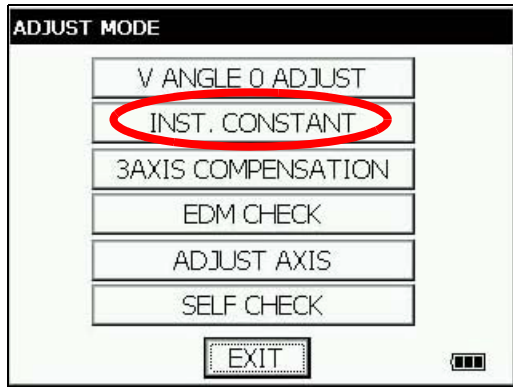 ADJUST MODE
V ANGLE 0 ADJUST
INST. CONSTANT
3AXIS COMPENSATION
EDM CHECK
ADJUST AXIS
SELF CHECK
EXIT